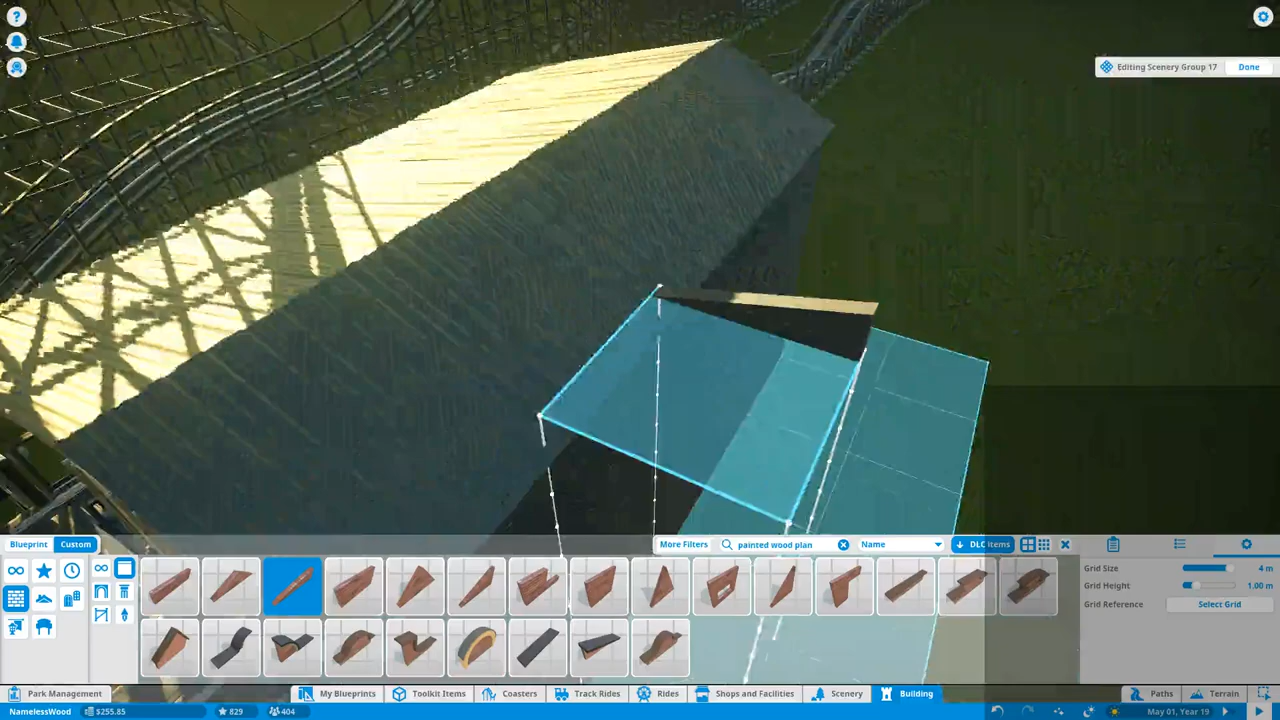 ?
Editing Scenery Group 17 Done
Blueprint Custom More Filters painted wood plan Name DLC Items
Grid Size 4 m
Grid Height 1.00 m
Grid Reference Select Grid
Park Management My Blueprints Toolkit Items Coasters Track Rides Rides Shops and Facilities Scenery Building Paths Terrain
NamelessWood $255.85 829 404 May 01, Year 19